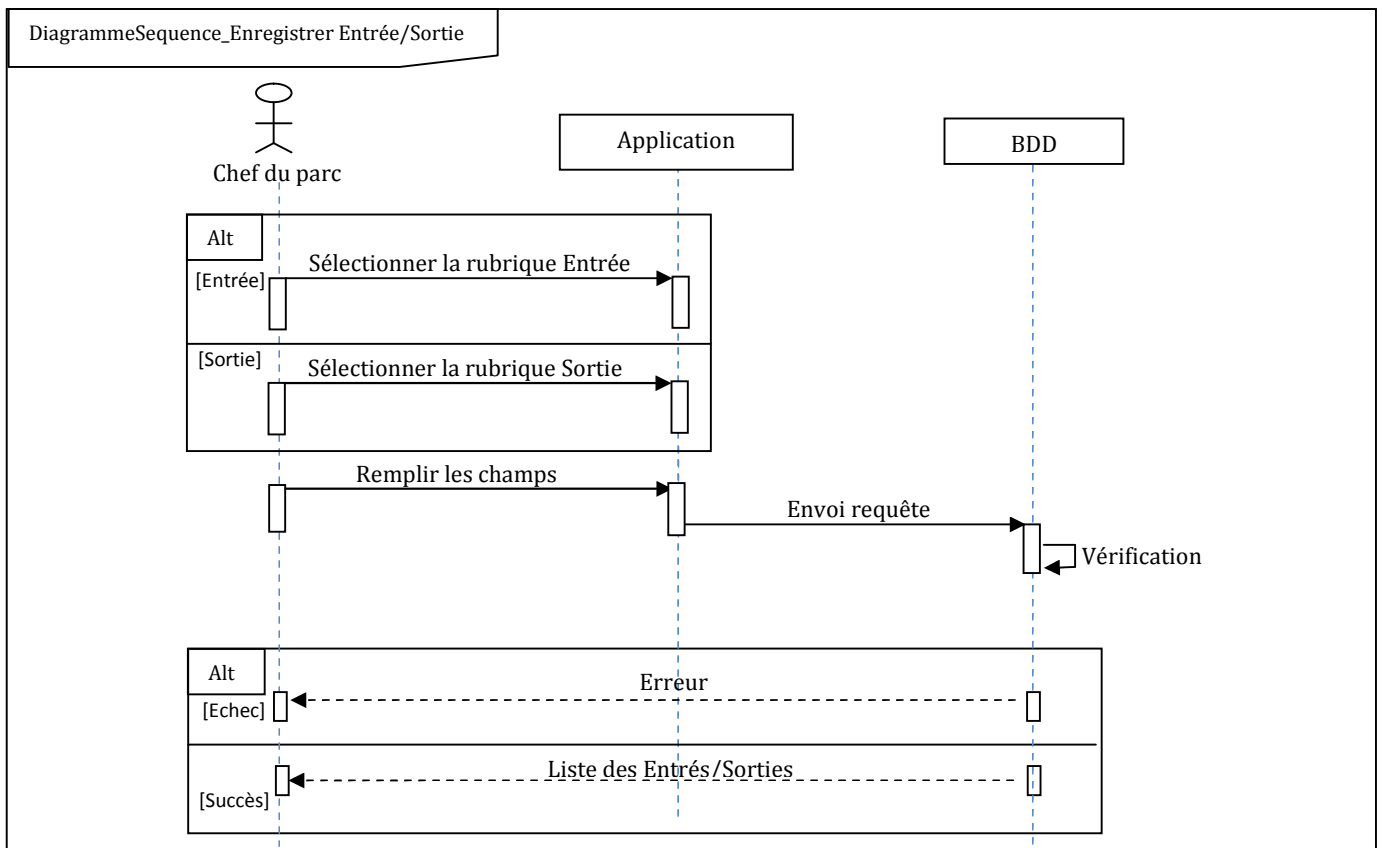 DiagrammeSequence_Enregistrer Entrée/Sortie
Chef du parc
Application
BDD
Alt
[Entrée]
Sélectionner la rubrique Entrée
[Sortie]
Sélectionner la rubrique Sortie
Remplir les champs
Envoi requête
Vérification
Alt
[Echec]
Erreur
Liste des Entrés/Sorties
[Succès]